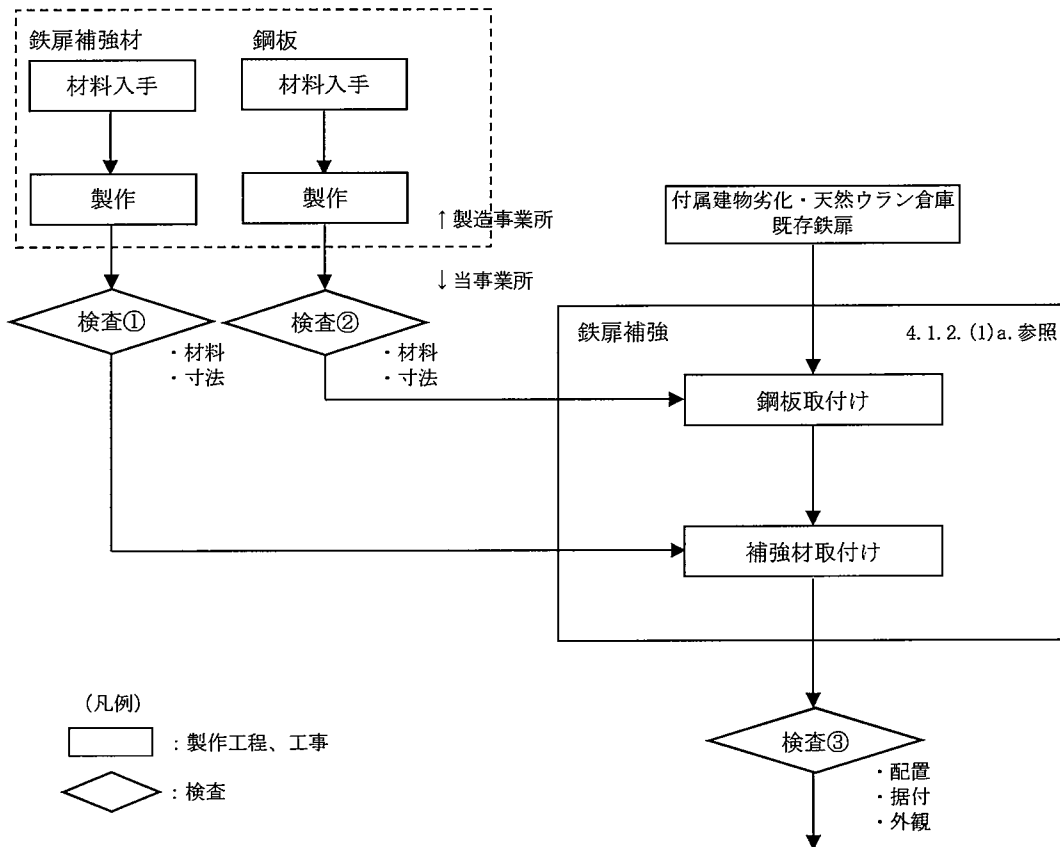 鉄扉補強材
鋼板
材料入手
材料入手
製作
製作
↑製造事業所
↓当事業所
付属建物劣化・天然ウラン倉庫
既存鉄扉
検査①
・材料
・寸法
検査②
・材料
・寸法
鉄扉補強
4.1.2.(1)a.参照
鋼板取付け
補強材取付け
検査③
・配置
・据付
・外観
(凡例)
：製作工程、工事
：検査